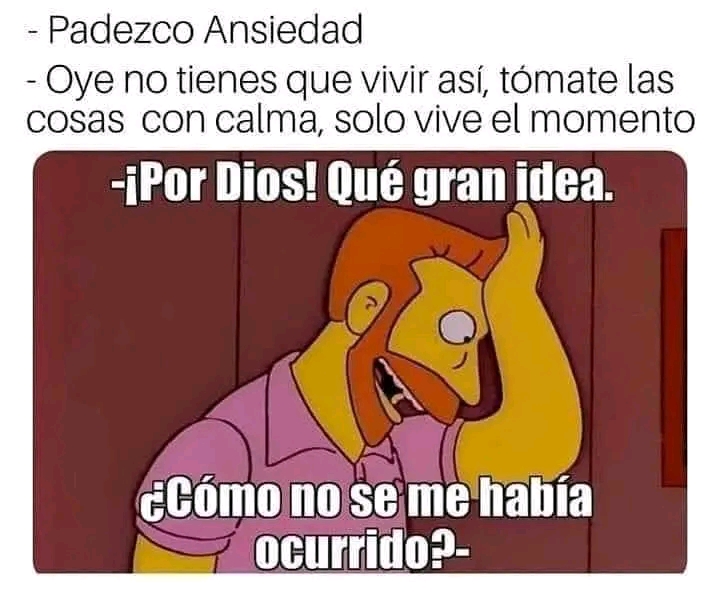 - Padezco Ansiedad
- Oye no tienes que vivir así, tómate las
cosas con calma, solo vive el momento
-¡Por Dios! Qué gran idea.
¿Cómo no se me había
ocurrido?-